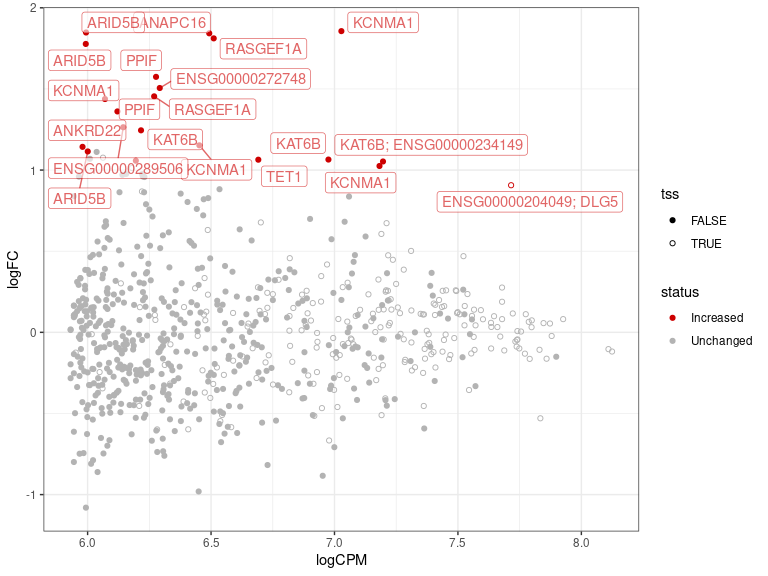 2
ARID5B
ANAPC16
KCNMA1
RASGEF1A
ARID5B
PPIF
ENSG00000272748
KCNMA1
PPIF
RASGEF1A
ANKRD22
KAT6B
KAT6B
KAT6B; ENSG00000234149
1
ENSG00000289506
KCNMA1
TET1
KCNMA1
ARID5B
ENSG00000204049; DLG5
logFC
0
-1
6.0
6.5
7.0
7.5
8.0
logCPM
tss
FALSE
TRUE
status
Increased
Unchanged